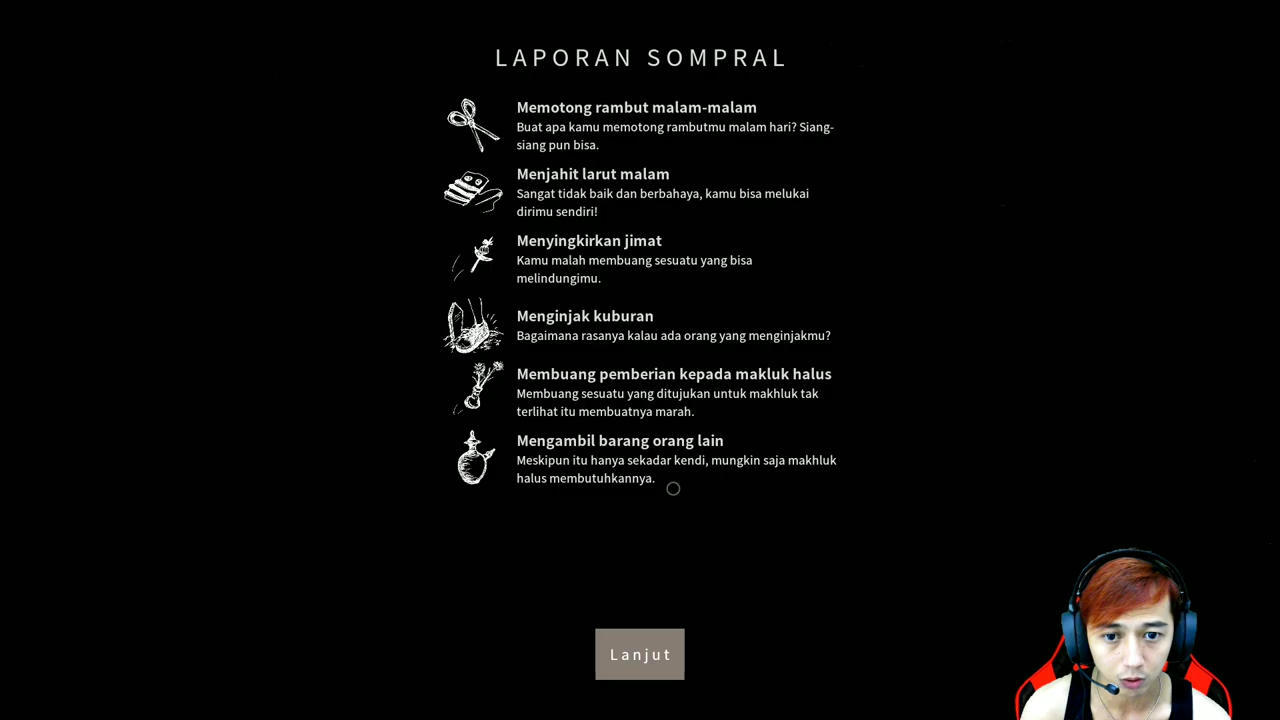 LAPORAN SOMPRAL
Memotong rambut malam-malam
Buat apa kamu memotong rambutmu malam hari? Siang-
siang pun bisa.
Menjahit larut malam
Sangat tidak baik dan berbahaya, kamu bisa melukai
dirimu sendiri!
Menyingkirkan jimat
Kamu malah membuang sesuatu yang bisa
melindungimu.
Menginjak kuburan
Bagaimana rasanya kalau ada orang yang menginjakmu?
Membuang pemberian kepada makluk halus
Membuang sesuatu yang ditujukan untuk makhluk tak
terlihat itu membuatnya marah.
Mengambil barang orang lain
Meskipun itu hanya sekadar kendi, mungkin saja makhluk
halus membutuhkannya.
Lanjut